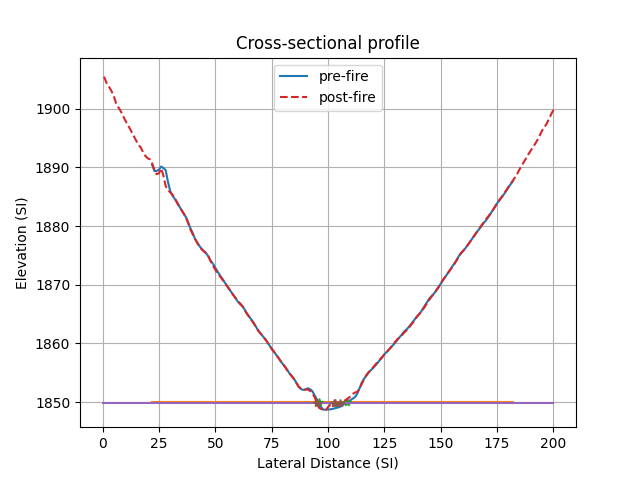 Cross-sectional profile
pre-fire
post-fire
Elevation (SI)
1900
1890
1880
1870
1860
1850
0 25 50 75 100 125 150 175 200
Lateral Distance (SI)